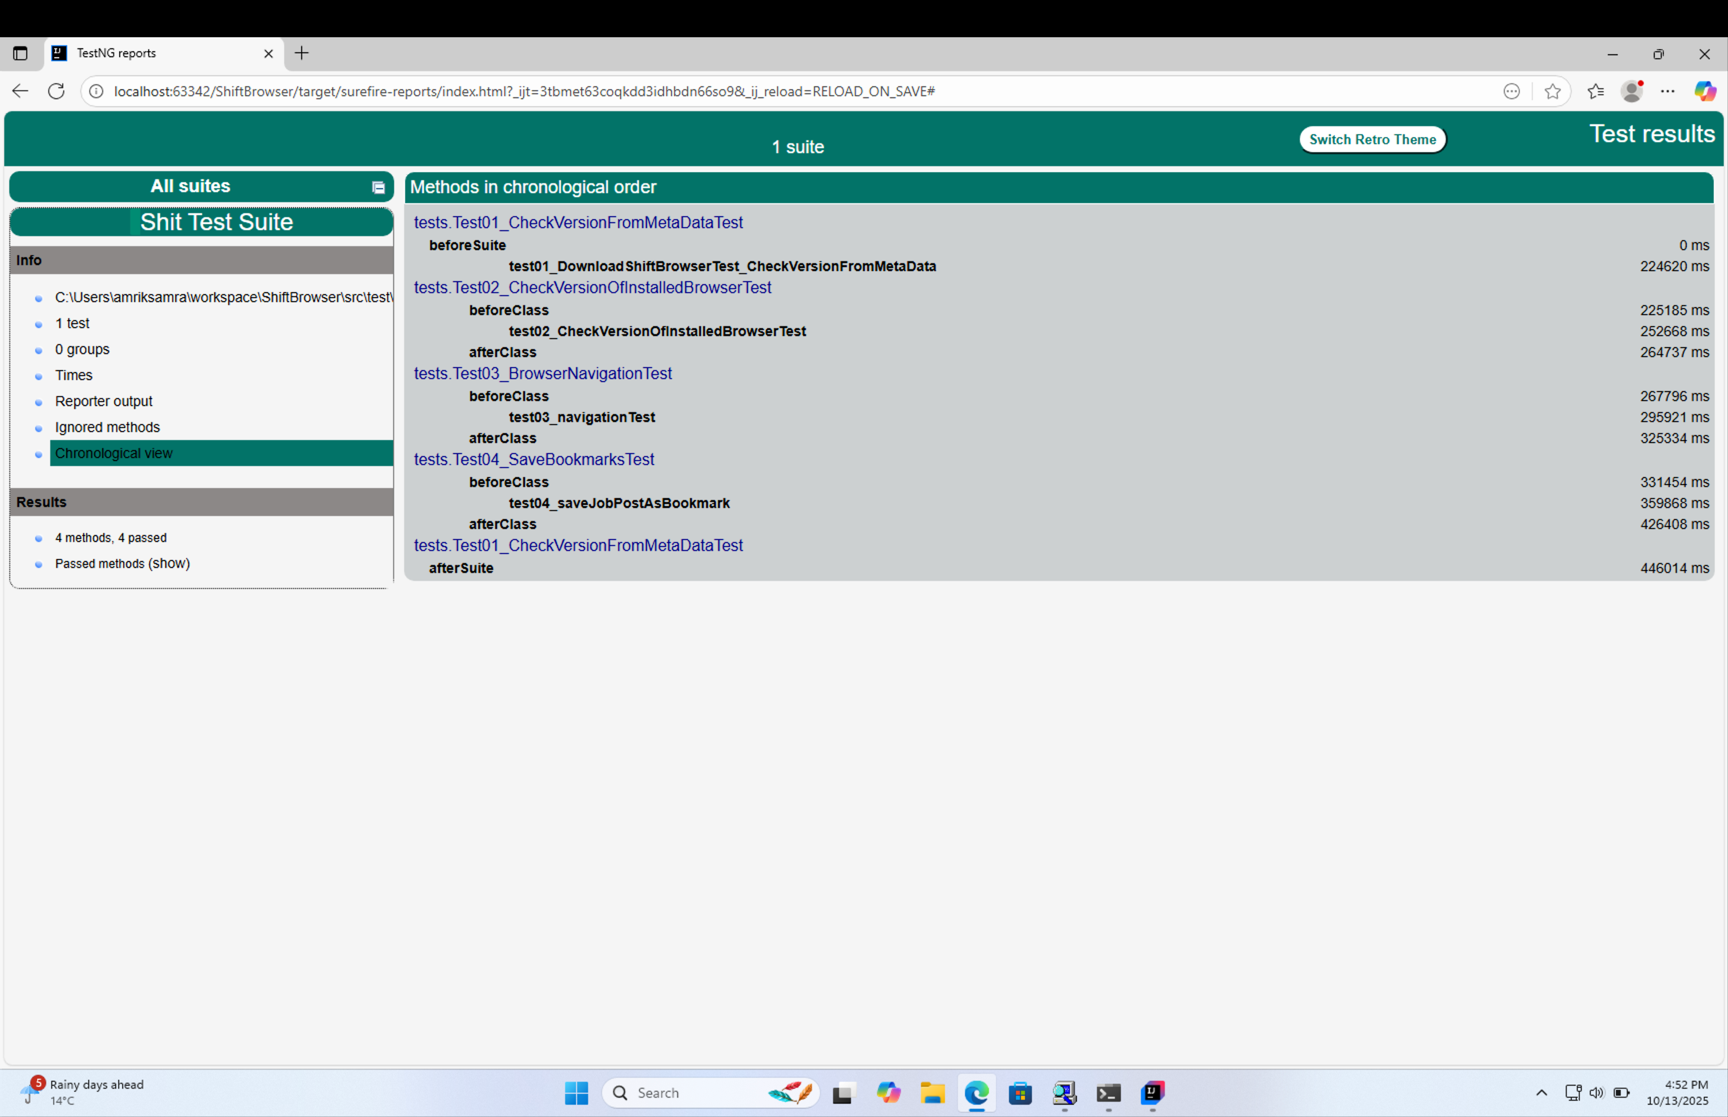 TestNG reports
localhost:63342/ShiftBrowser/target/surefire-reports/index.html?_ijt=3tbmet63coqkdd3idhbdn66so9&_ij_reload=RELOAD_ON_SAVE#
1 suite
Switch Retro Theme
Test results
All suites
Shit Test Suite
Info
C:\Users\amriksamra\workspace\ShiftBrowser\src\test\
1 test
0 groups
Times
Reporter output
Ignored methods
Chronological view
Results
4 methods, 4 passed
Passed methods (show)
Methods in chronological order
tests.Test01_CheckVersionFromMetaDataTest
beforeSuite 0 ms
test01_DownloadShiftBrowserTest_CheckVersionFromMetaData 224620 ms
tests.Test02_CheckVersionOfInstalledBrowserTest
beforeClass 225185 ms
test02_CheckVersionOfInstalledBrowserTest 252668 ms
afterClass 264737 ms
tests.Test03_BrowserNavigationTest
beforeClass 267796 ms
test03_navigationTest 295921 ms
afterClass 325334 ms
tests.Test04_SaveBookmarksTest
beforeClass 331454 ms
test04_saveJobPostAsBookmark 359868 ms
afterClass 426408 ms
tests.Test01_CheckVersionFromMetaDataTest
afterSuite 446014 ms
5
Rainy days ahead
14°C
Search
4:52 PM
10/13/2025